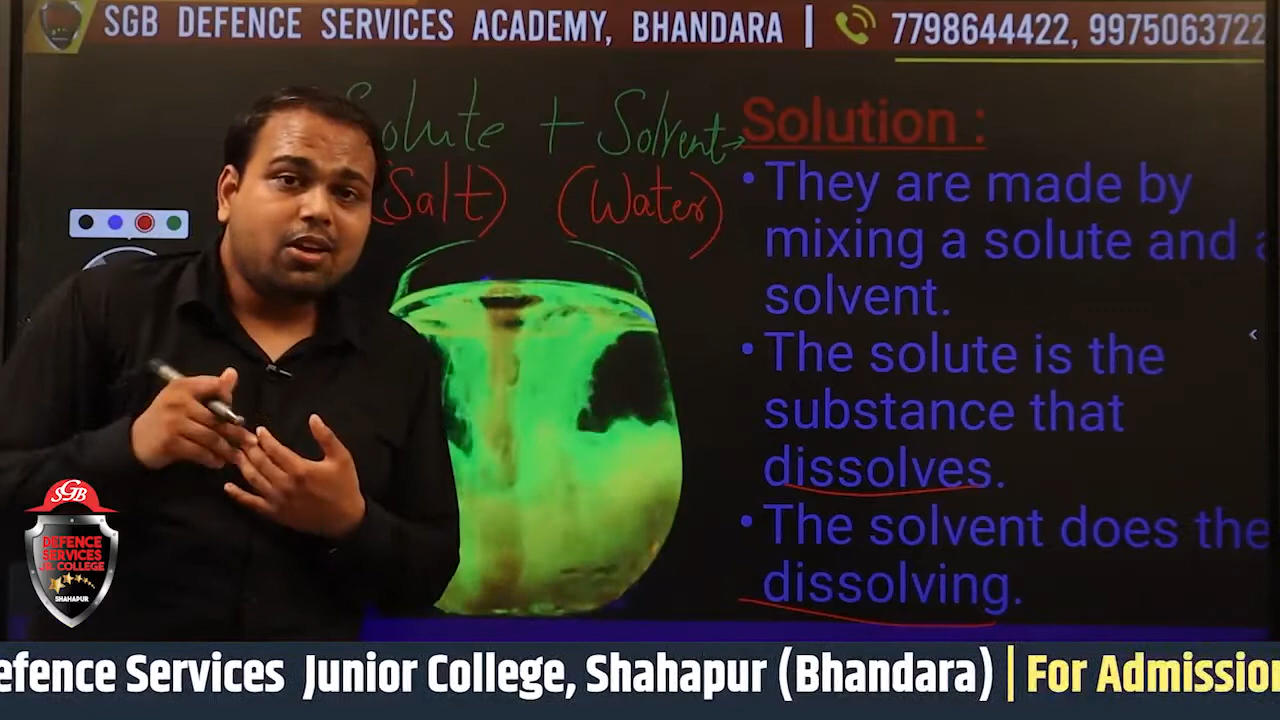 SGB DEFENCE SERVICES ACADEMY, BHANDARA | 7798644422, 9975063722
Solute + Solvent →
(Salt) (Water)
Solution :
• They are made by
mixing a solute and a
solvent.
• The solute is the
substance that
dissolves.
• The solvent does the
dissolving.
SGB
DEFENCE
SERVICES
JR. COLLEGE
SHAHAPUR
efence Services Junior College, Shahapur (Bhandara) | For Admission